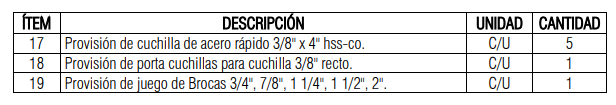 ÍTEM DESCRIPCIÓN UNIDAD CANTIDAD
17 Provisión de cuchilla de acero rápido 3/8" x 4" hss-co. C/U 5
18 Provisión de porta cuchillas para cuchilla 3/8" recto. C/U 1
19 Provisión de juego de Brocas 3/4", 7/8", 1 1/4", 1 1/2", 2". C/U 1